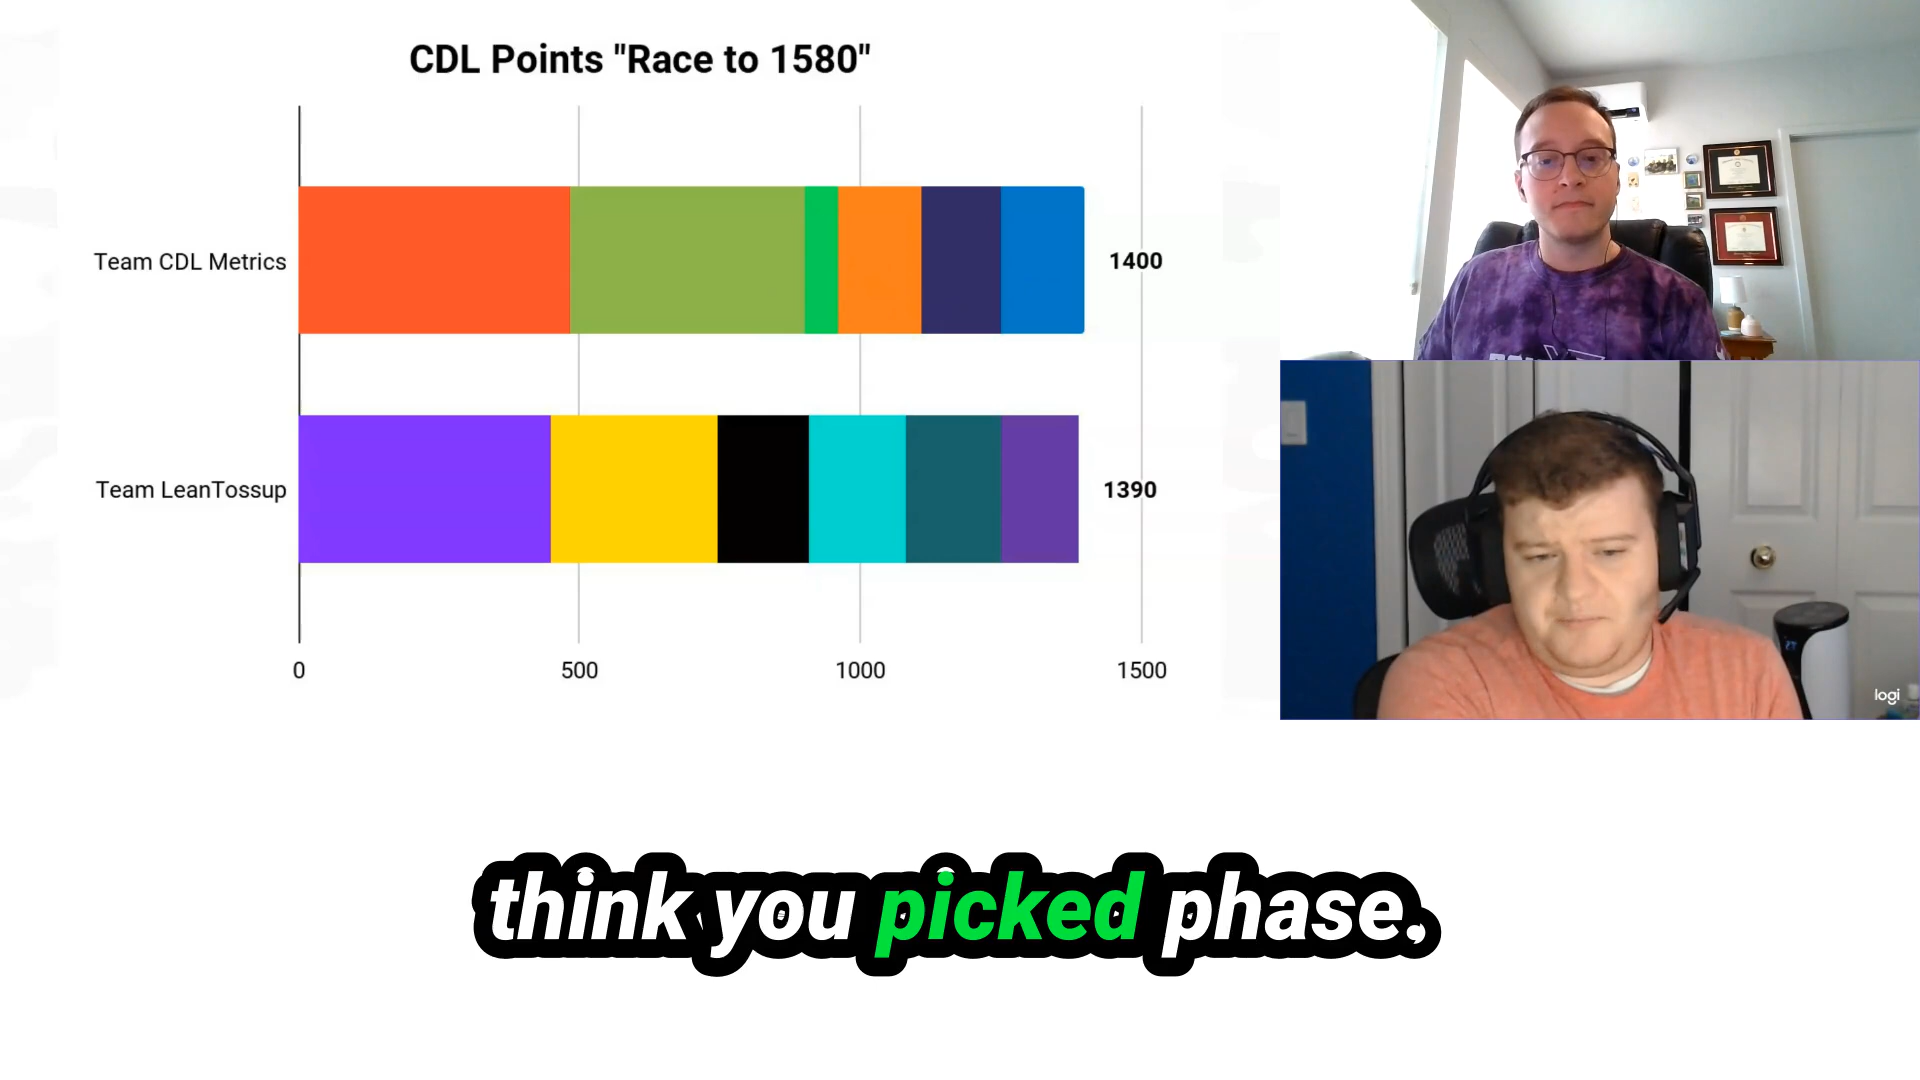 CDL Points "Race to 1580"
Team CDL Metrics
1400
Team LeanTossup
1390
0 500 1000 1500
logi
think you picked phase,